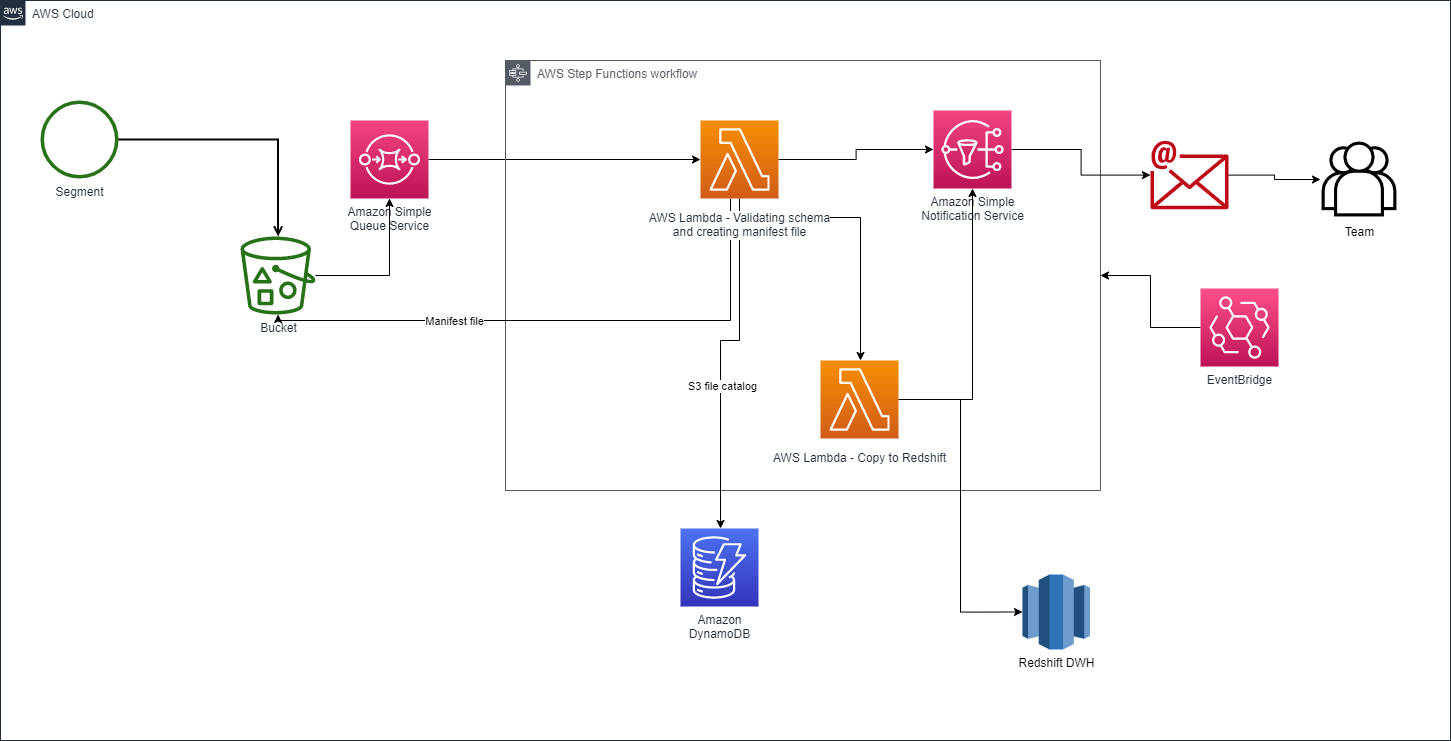 aws
AWS Cloud
AWS Step Functions workflow
Segment
Amazon Simple
Queue Service
AWS Lambda - Validating schema
and creating manifest file
Amazon Simple
Notification Service
@
Team
Bucket
Manifest file
EventBridge
S3 file catalog
AWS Lambda - Copy to Redshift
Amazon
DynamoDB
Redshift DWH